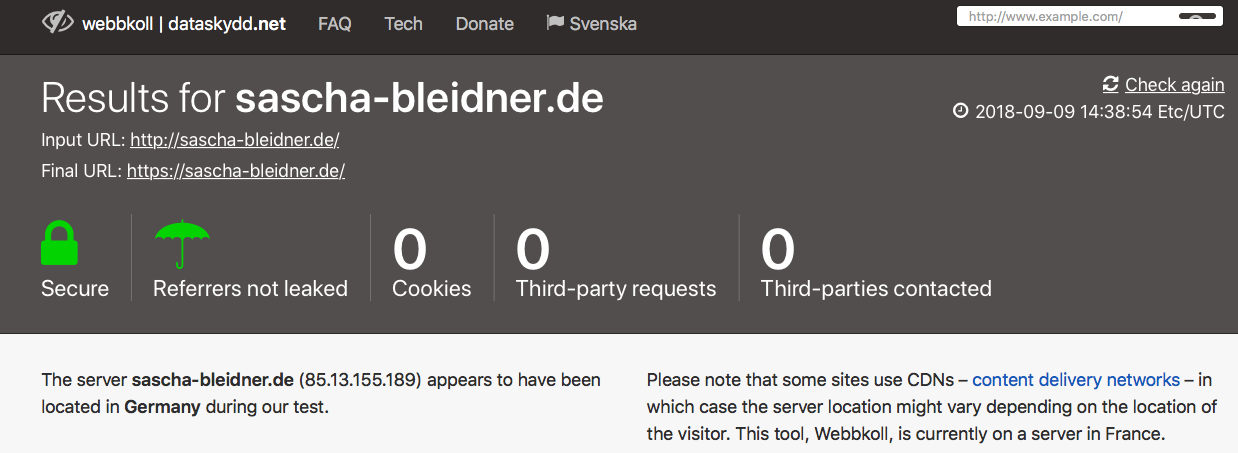 webbkoll | dataskydd.net FAQ Tech Donate Svenska http://www.example.com/
Results for sascha-bleidner.de
Check again
Input URL: http://sascha-bleidner.de/
2018-09-09 14:38:54 Etc/UTC
Final URL: https://sascha-bleidner.de/
0 0 0
Secure Referrers not leaked Cookies Third-party requests Third-parties contacted
The server sascha-bleidner.de (85.13.155.189) appears to have been
located in Germany during our test.
Please note that some sites use CDNs – content delivery networks – in
which case the server location might vary depending on the location of
the visitor. This tool, Webbkoll, is currently on a server in France.